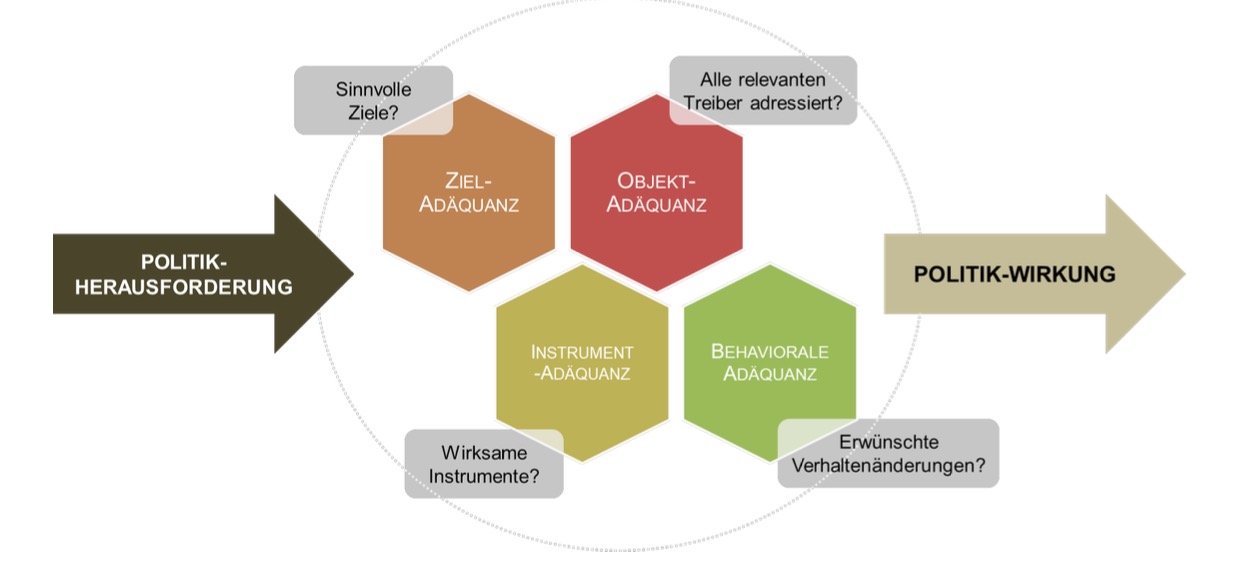 Sinnvolle
Ziele?
Alle relevanten
Treiber adressiert?
ZIEL-
ADÄQUANZ
OBJEKT-
ADÄQUANZ
POLITIK-
HERAUSFORDERUNG
POLITIK-WIRKUNG
INSTRUMENT
-ADÄQUANZ
BEHAVIORALE
ADÄQUANZ
Wirksame
Instrumente?
Erwünschte
Verhaltenänderungen?